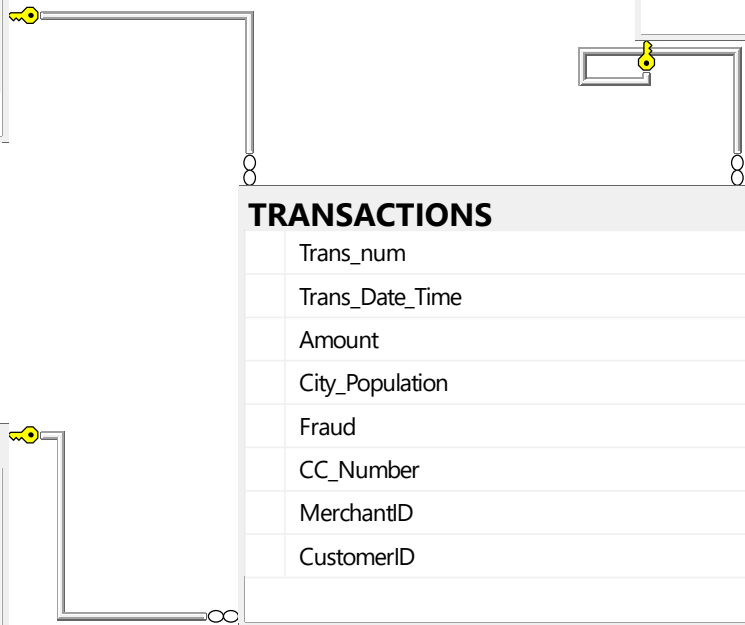 TRANSACTIONS
Trans_num
Trans_Date_Time
Amount
City_Population
Fraud
CC_Number
MerchantID
CustomerID